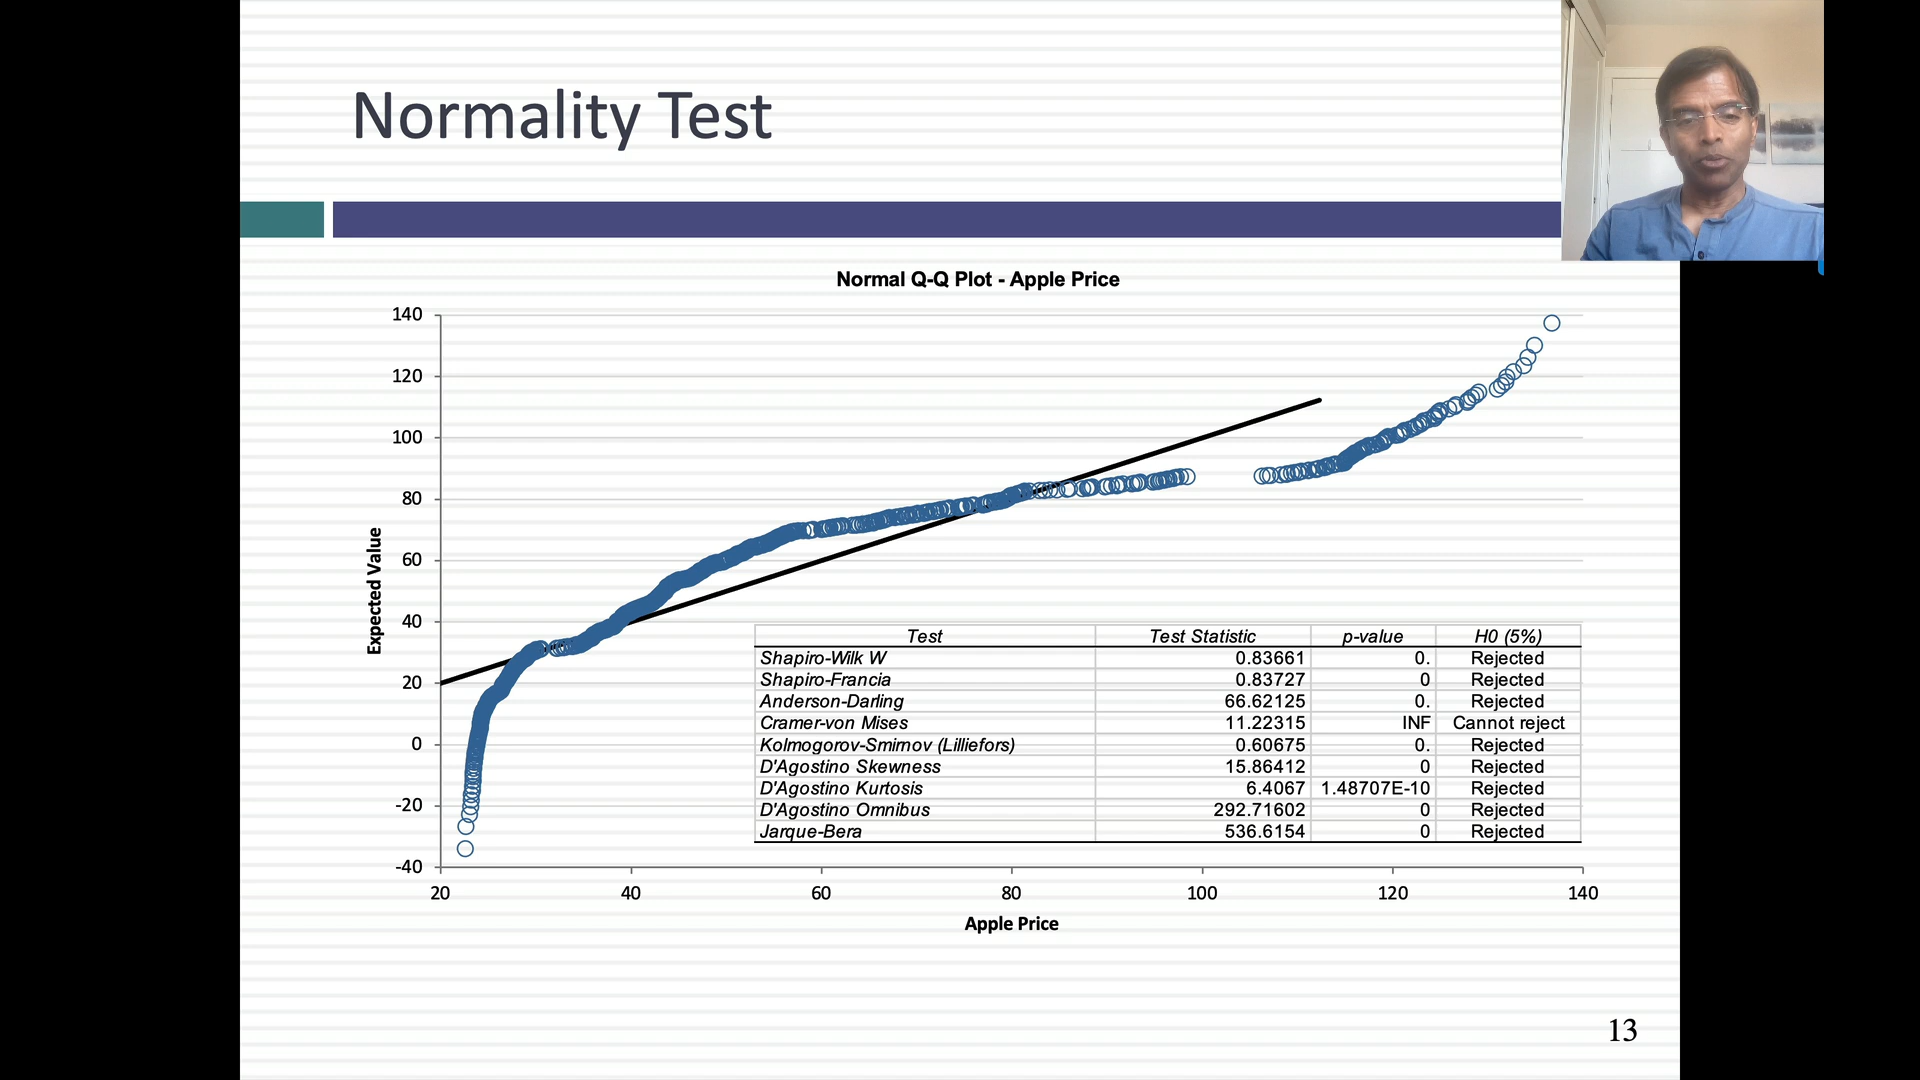 Normality Test
Normal Q-Q Plot - Apple Price
140
120
100
80
60
40
20
0
-20
-40
Expected Value
20 40 60 80 100 120 140
Apple Price
Test Test Statistic p-value H0 (5%)
Shapiro-Wilk W 0.83661 0. Rejected
Shapiro-Francia 0.83727 0 Rejected
Anderson-Darling 66.62125 0. Rejected
Cramer-von Mises 11.22315 INF Cannot reject
Kolmogorov-Smirnov (Lilliefors) 0.60675 0. Rejected
D'Agostino Skewness 15.86412 0 Rejected
D'Agostino Kurtosis 6.4067 1.48707E-10 Rejected
D'Agostino Omnibus 292.71602 0 Rejected
Jarque-Bera 536.6154 0 Rejected
13